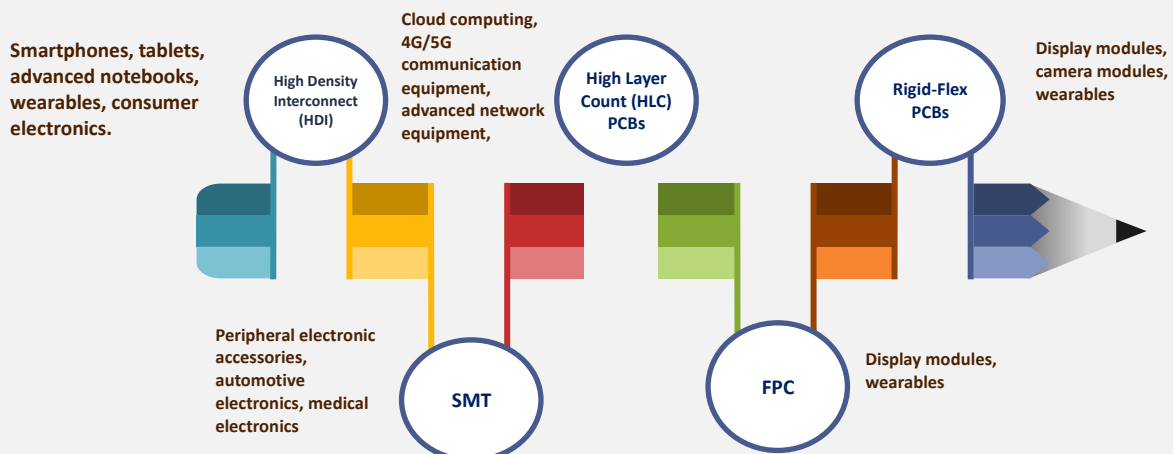 Smartphones, tablets,
advanced notebooks,
wearables, consumer
electronics.
High Density
Interconnect
(HDI)
Cloud computing,
4G/5G
communication
equipment,
advanced network
equipment,
High Layer
Count (HLC)
PCBs
Rigid-Flex
PCBs
Display modules,
camera modules,
wearables
Peripheral electronic
accessories,
automotive
electronics, medical
electronics
SMT
FPC
Display modules,
wearables